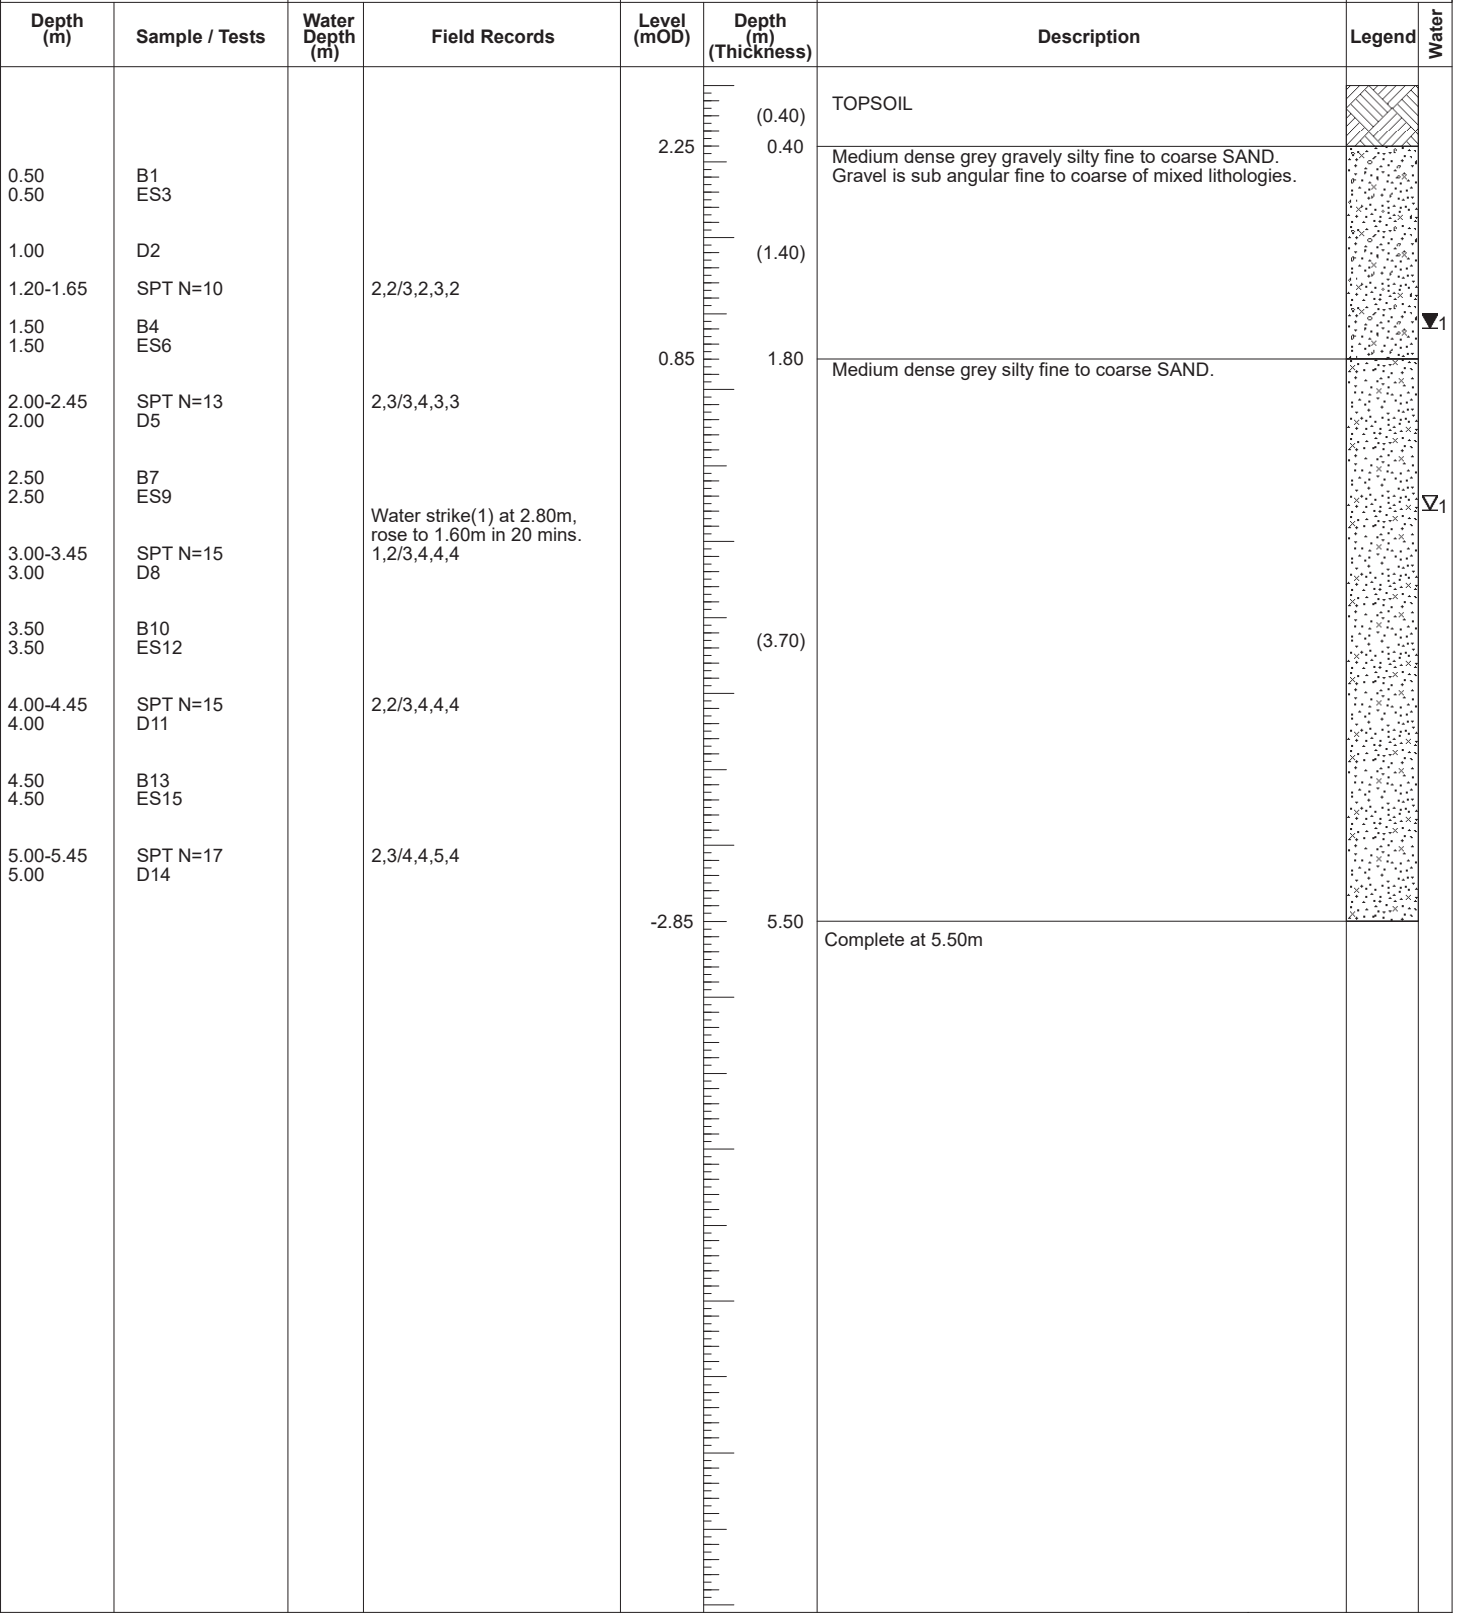 Depth (m) Sample / Tests Water Depth (m) Field Records Level (mOD) Depth (m) (Thickness) Description Legend Water
TOPSOIL
(0.40)
2.25 0.40
Medium dense grey gravely silty fine to coarse SAND.
0.50 B1 Gravel is sub angular fine to coarse of mixed lithologies.
0.50 ES3
1.00 D2 (1.40)
1.20-1.65 SPT N=10 2,2/3,2,3,2
1.50 B4 1
1.50 ES6
0.85 1.80
Medium dense grey silty fine to coarse SAND.
2.00-2.45 SPT N=13 2,3/3,4,3,3
2.00 D5
2.50 B7
2.50 ES9 1
Water strike(1) at 2.80m,
rose to 1.60m in 20 mins.
3.00-3.45 SPT N=15 1,2/3,4,4,4
3.00 D8
3.50 B10
3.50 ES12 (3.70)
4.00-4.45 SPT N=15 2,2/3,4,4,4
4.00 D11
4.50 B13
4.50 ES15
5.00-5.45 SPT N=17 2,3/4,4,5,4
5.00 D14
-2.85 5.50
Complete at 5.50m